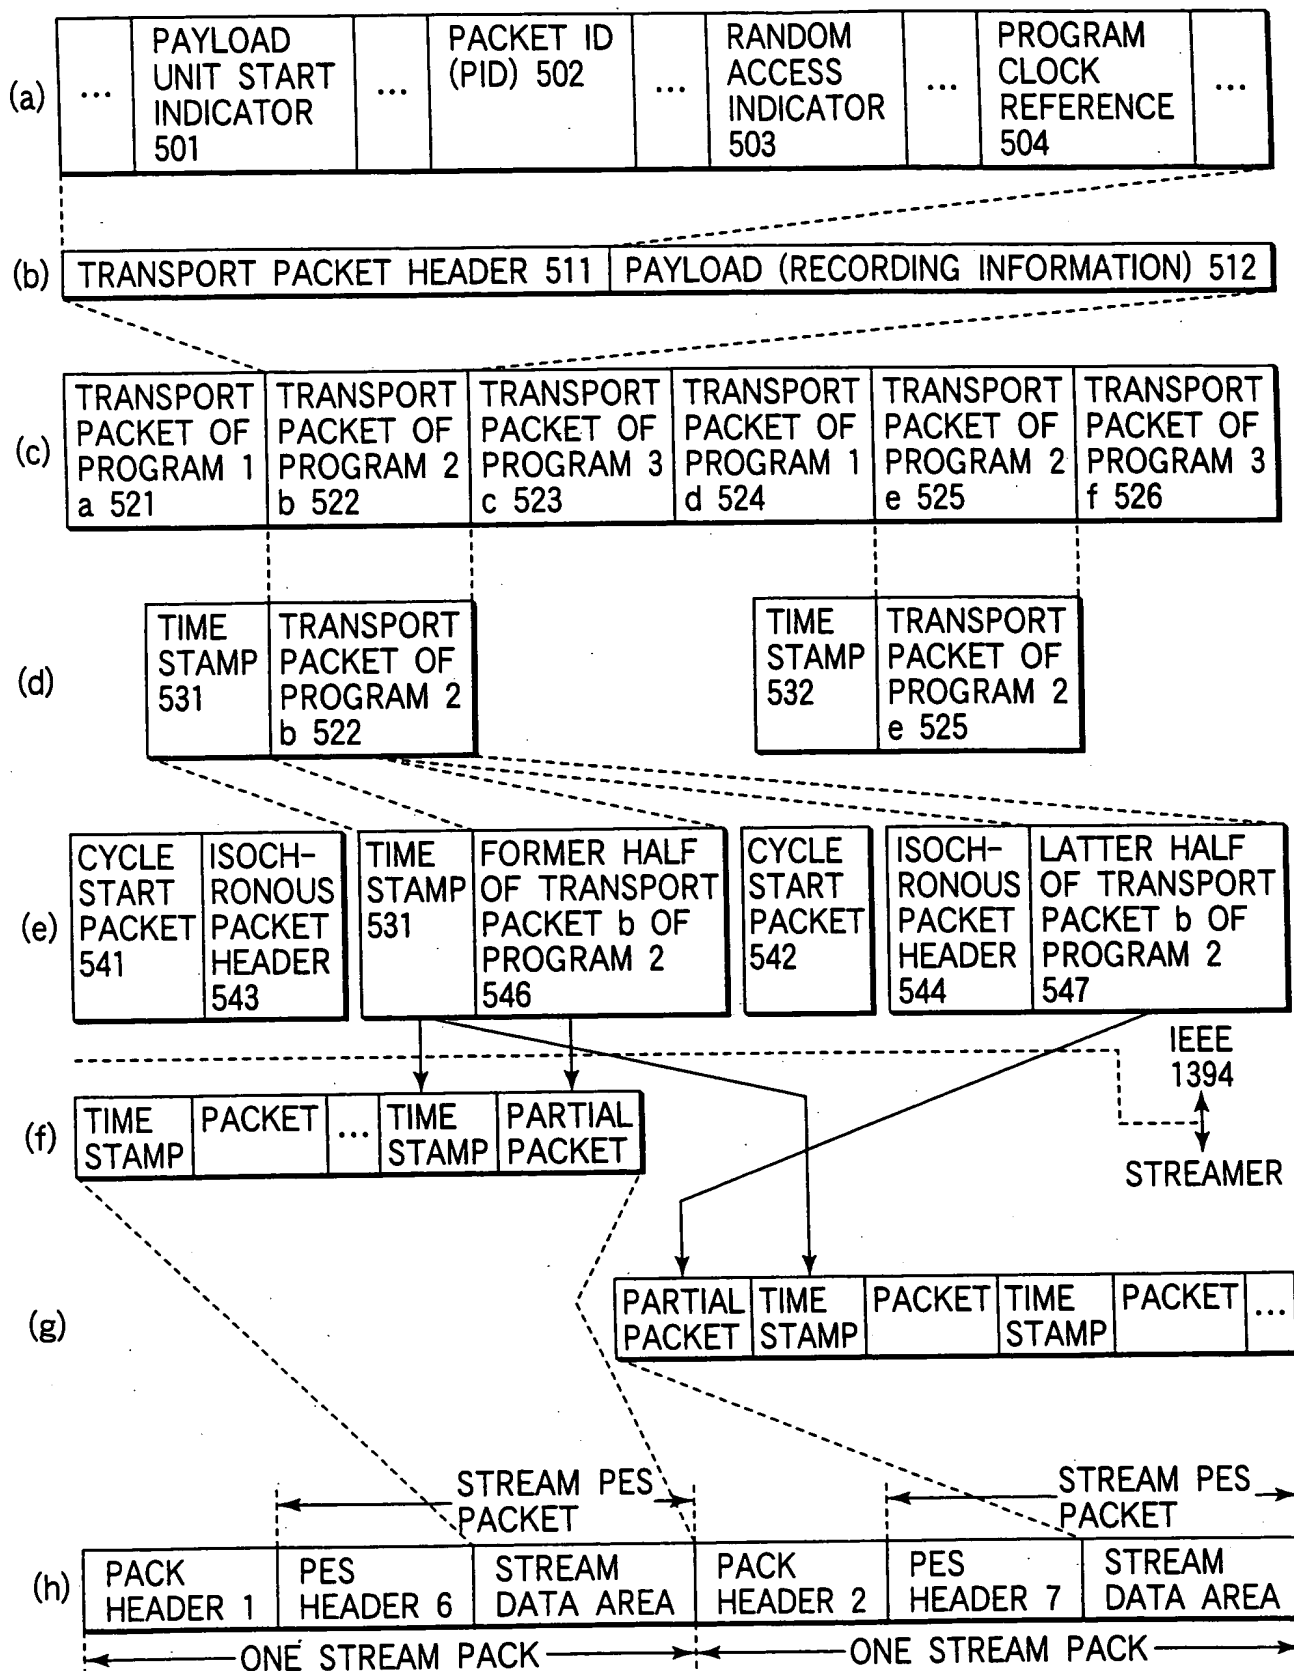 (a)
...
PAYLOAD
UNIT START
INDICATOR
501
...
PACKET ID
(PID) 502
...
RANDOM
ACCESS
INDICATOR
503
...
PROGRAM
CLOCK
REFERENCE
504
...
(b)
TRANSPORT PACKET HEADER 511
PAYLOAD (RECORDING INFORMATION) 512
(c)
TRANSPORT
PACKET OF
PROGRAM 1
a 521
TRANSPORT
PACKET OF
PROGRAM 2
b 522
TRANSPORT
PACKET OF
PROGRAM 3
c 523
TRANSPORT
PACKET OF
PROGRAM 1
d 524
TRANSPORT
PACKET OF
PROGRAM 2
e 525
TRANSPORT
PACKET OF
PROGRAM 3
f 526
(d)
TIME
STAMP
531
TRANSPORT
PACKET OF
PROGRAM 2
b 522
TIME
STAMP
532
TRANSPORT
PACKET OF
PROGRAM 2
e 525
(e)
CYCLE
START
PACKET
541
ISOCH-
RONOUS
PACKET
HEADER
543
TIME
STAMP
531
FORMER HALF
OF TRANSPORT
PACKET b OF
PROGRAM 2
546
CYCLE
START
PACKET
542
ISOCH-
RONOUS
PACKET
HEADER
544
LATTER HALF
OF TRANSPORT
PACKET b OF
PROGRAM 2
547
IEEE
1394
STREAMER
(f)
TIME
STAMP
PACKET
...
TIME
STAMP
PARTIAL
PACKET
(g)
PARTIAL
PACKET
TIME
STAMP
PACKET
TIME
STAMP
PACKET
...
STREAM PES
PACKET
STREAM PES
PACKET
(h)
PACK
HEADER 1
PES
HEADER 6
STREAM
DATA AREA
PACK
HEADER 2
PES
HEADER 7
STREAM
DATA AREA
ONE STREAM PACK
ONE STREAM PACK